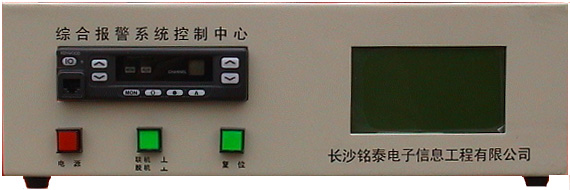 综合报警系统控制中心
KENWOOD
CHANNEL
MON
A
电源
联机
脱机
复位
长沙铭泰电子信息工程有限公司